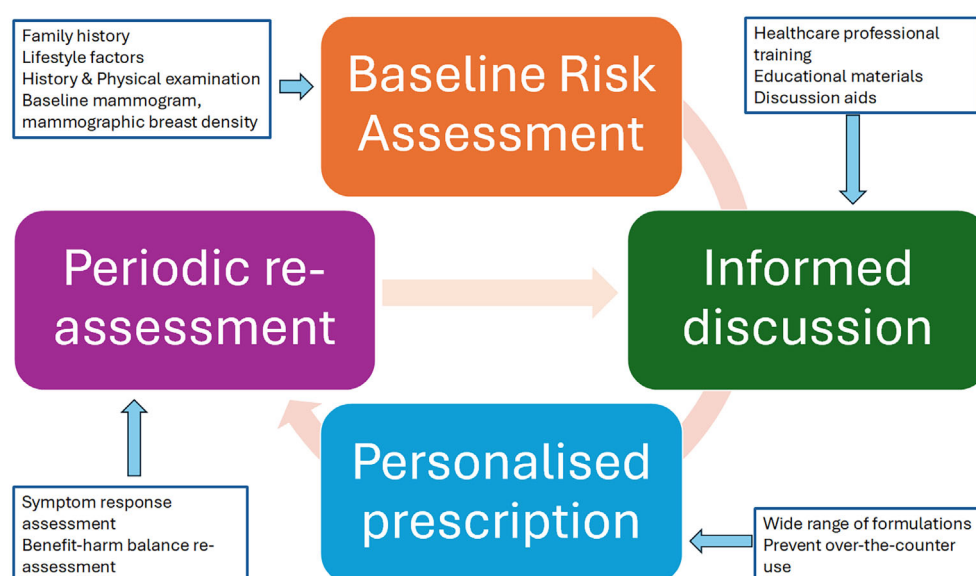 Family history
Lifestyle factors
History & Physical examination
Baseline mammogram,
mammographic breast density
Baseline Risk
Assessment
Healthcare professional
training
Educational materials
Discussion aids
Periodic re-
assessment
Informed
discussion
Personalised
prescription
Symptom response
assessment
Benefit-harm balance re-
assessment
Wide range of formulations
Prevent over-the-counter
use